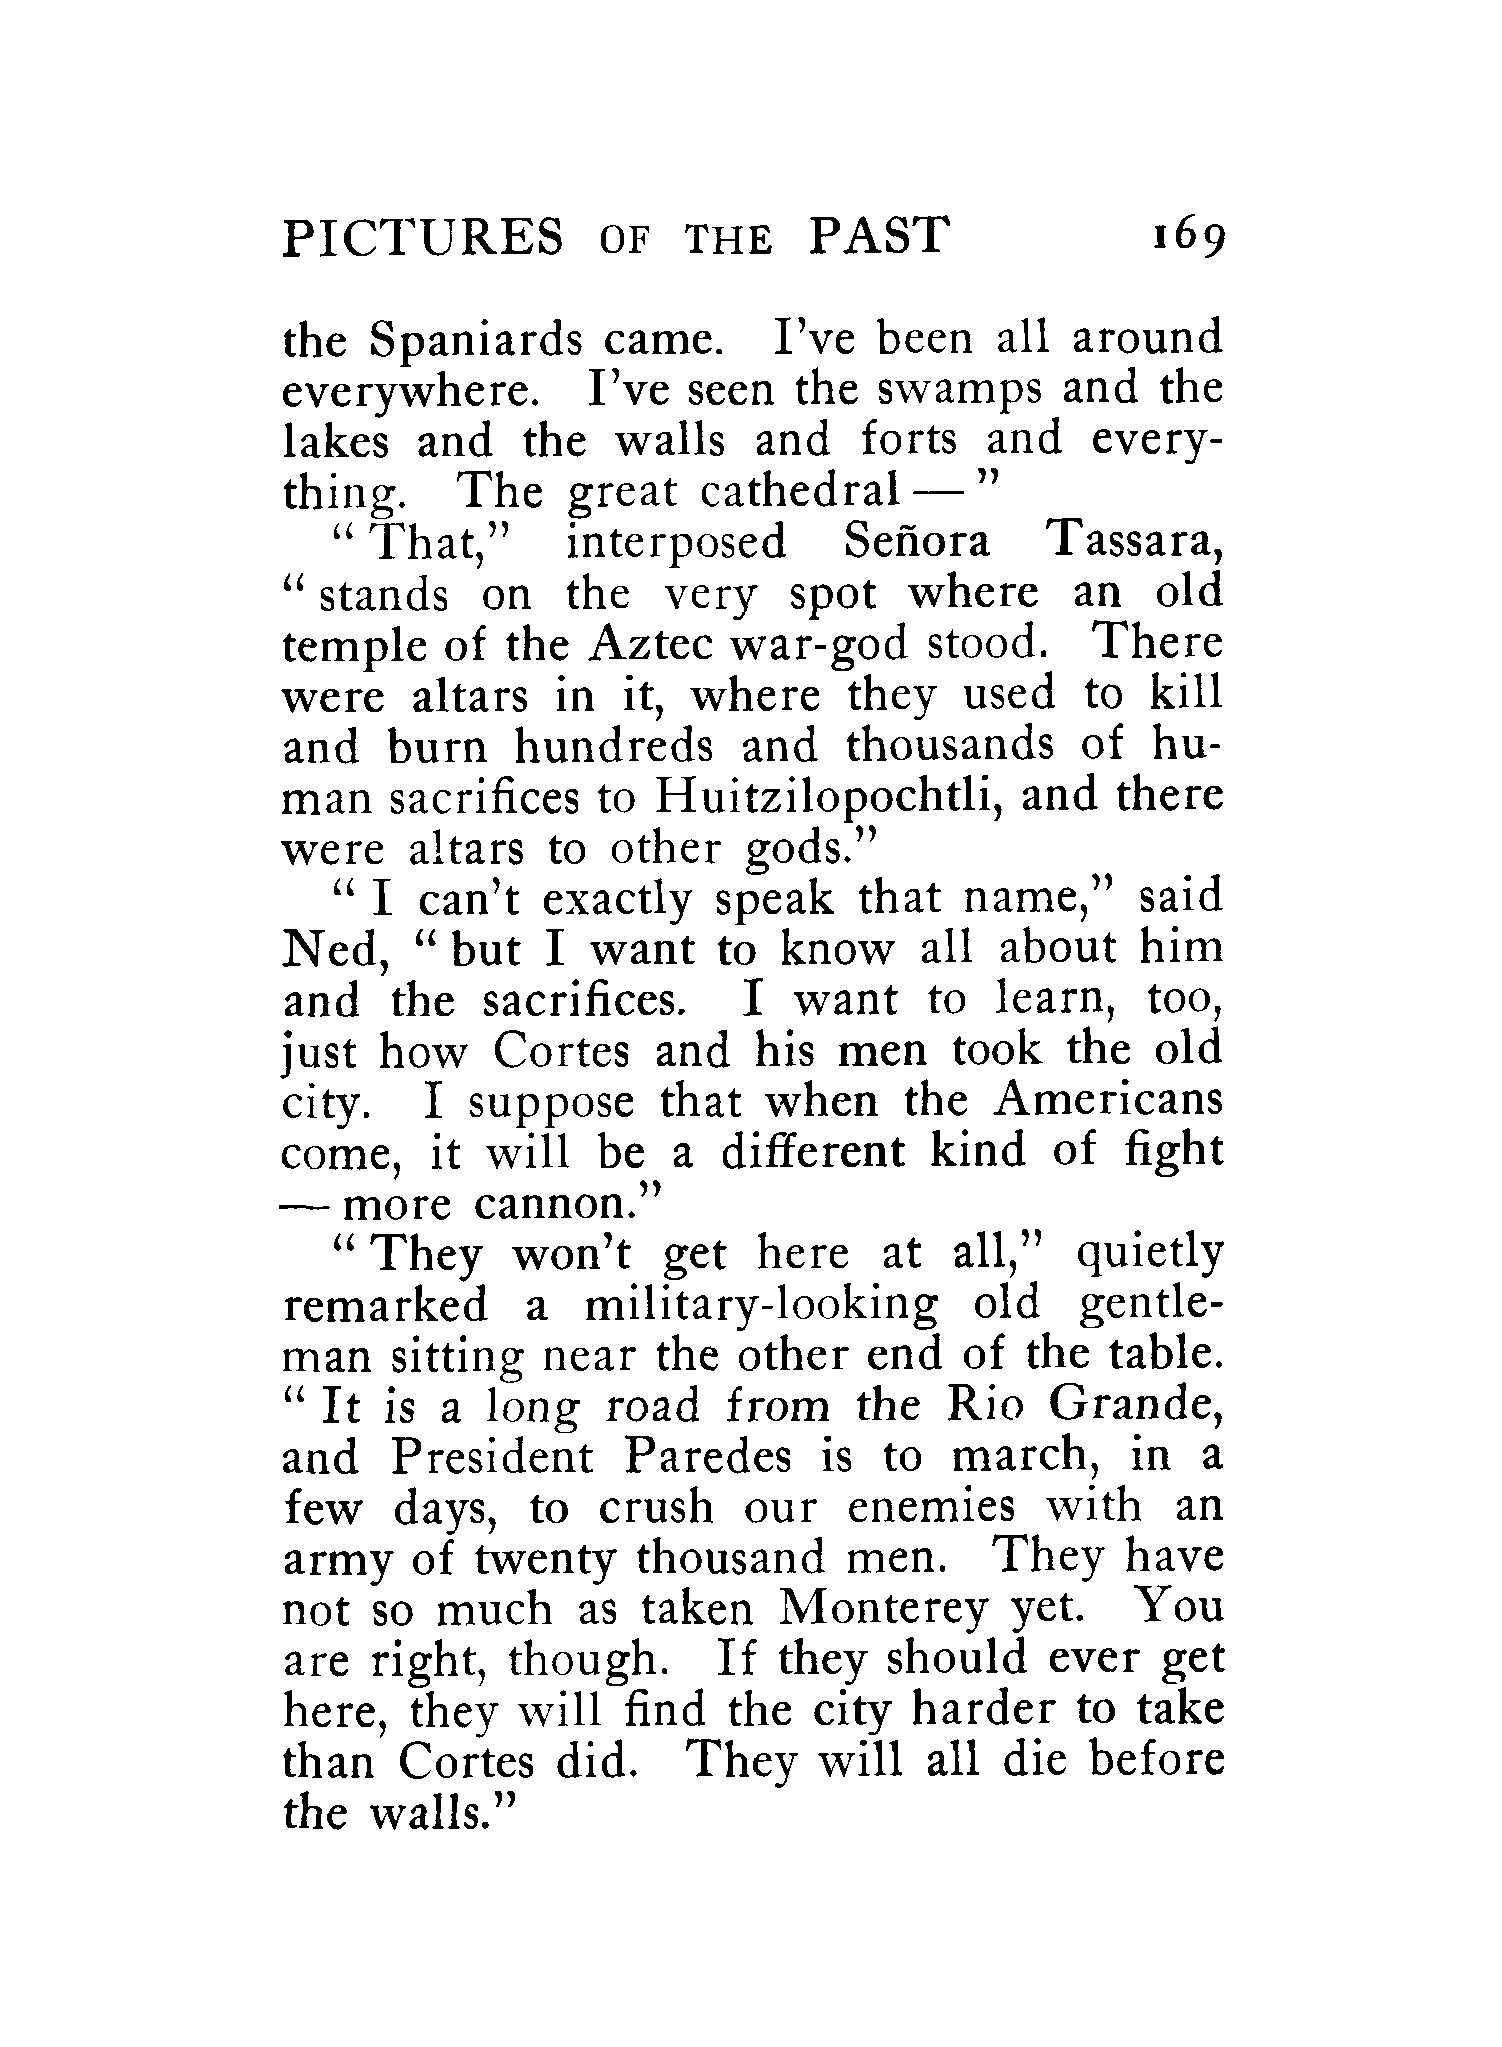 PICTURES OF THE PAST 169
the Spaniards came. I've been all around
everywhere. I've seen the swamps and the
lakes and the walls and forts and every-
thing. The great cathedral — ”
“ That,” interposed Señora Tassara,
“ stands on the very spot where an old
temple of the Aztec war-god stood. There
were altars in it, where they used to kill
and burn hundreds and thousands of hu-
man sacrifices to Huitzilopochtli, and there
were altars to other gods.”
“ I can't exactly speak that name,” said
Ned, “ but I want to know all about him
and the sacrifices. I want to learn, too,
just how Cortes and his men took the old
city. I suppose that when the Americans
come, it will be a different kind of fight
— more cannon.”
“ They won't get here at all,” quietly
remarked a military-looking old gentle-
man sitting near the other end of the table.
“ It is a long road from the Rio Grande,
and President Paredes is to march, in a
few days, to crush our enemies with an
army of twenty thousand men. They have
not so much as taken Monterey yet. You
are right, though. If they should ever get
here, they will find the city harder to take
than Cortes did. They will all die before
the walls.”